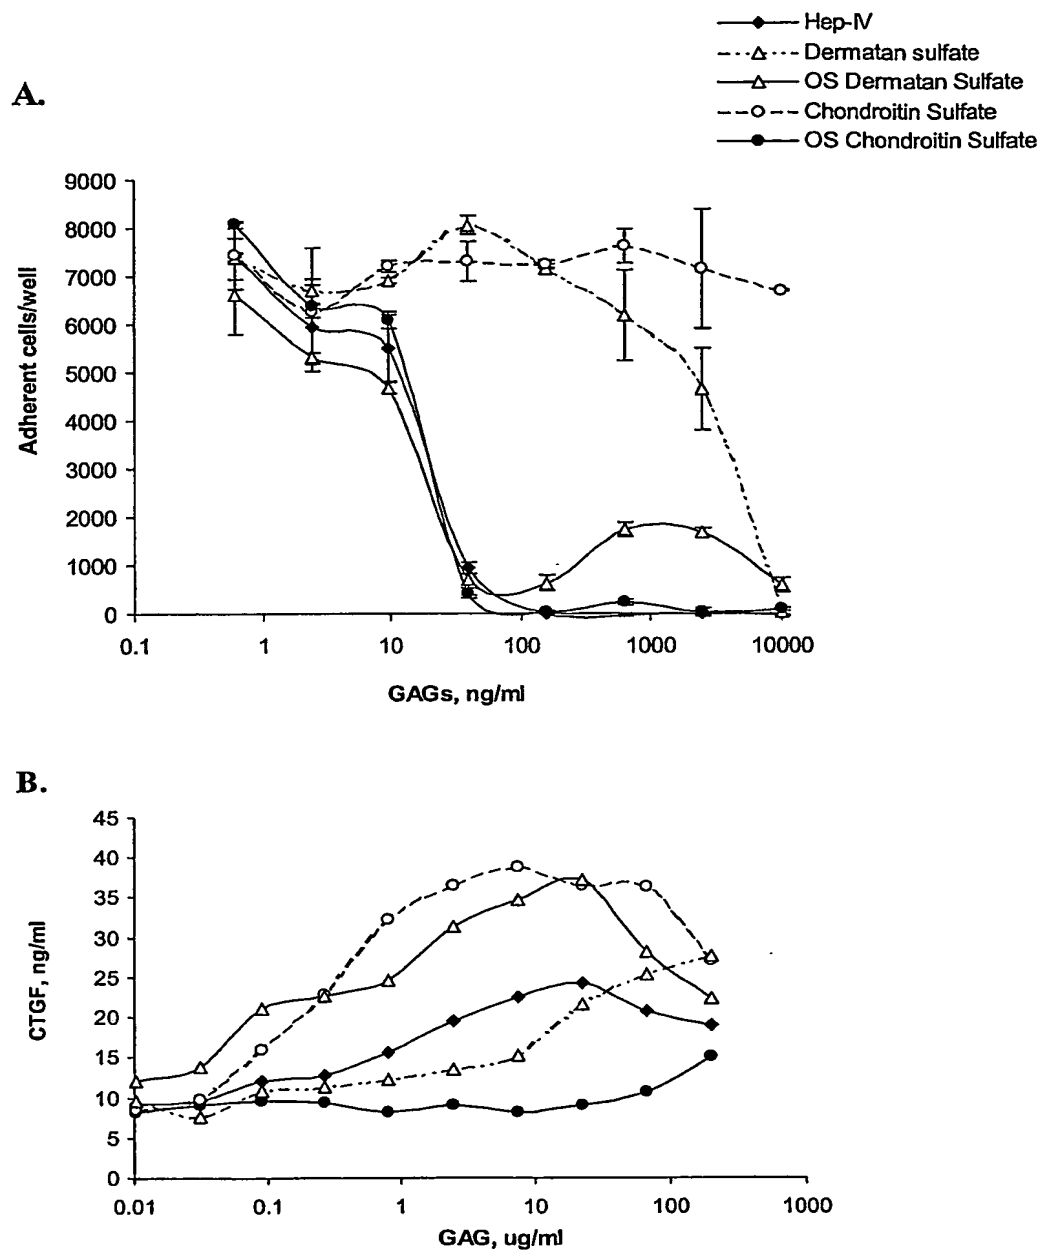 Hep-IV
Dermatan sulfate
A.
OS Dermatan Sulfate
Chondroitin Sulfate
OS Chondroitin Sulfate
9000
8000
7000
6000
5000
4000
3000
2000
1000
0
Adherent cells/well
0.1 1 10 100 1000 10000
GAGs, ng/ml
B.
45
40
35
30
25
20
15
10
5
0
CTGF, ng/ml
0.01 0.1 1 10 100 1000
GAG, ug/ml